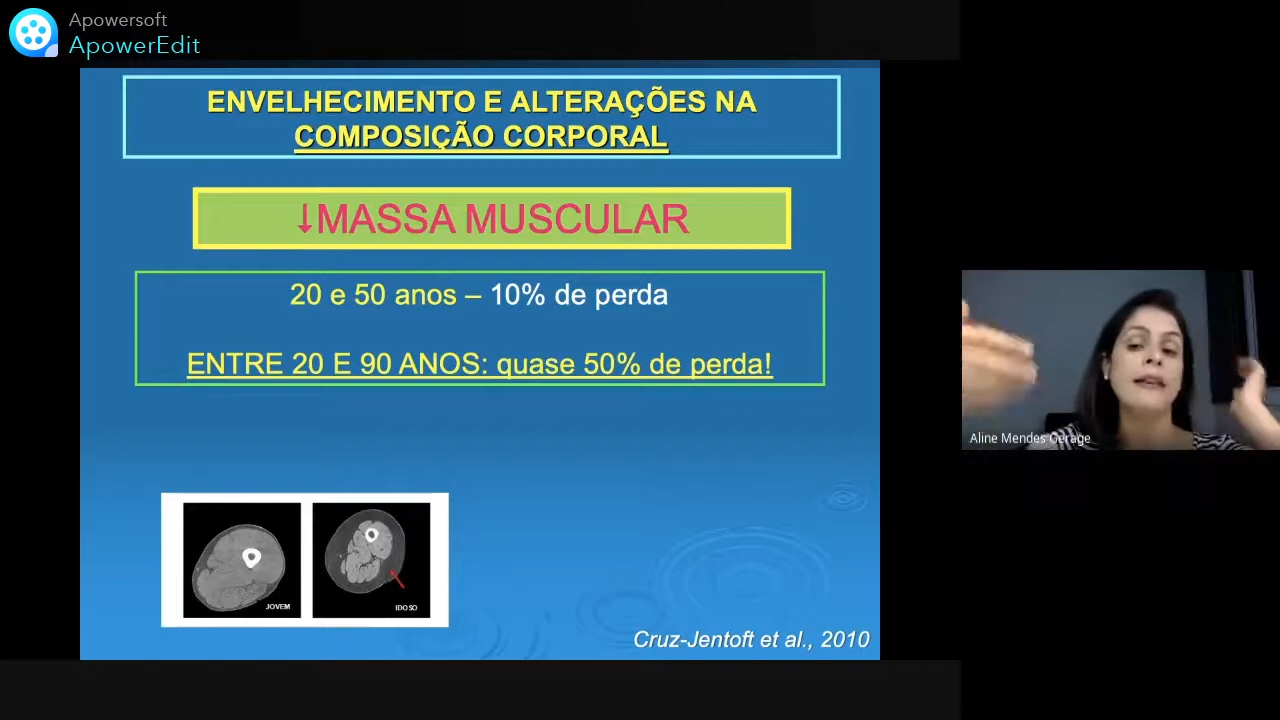 Apowersoft
ApowerEdit
ENVELHECIMENTO E ALTERAÇÕES NA
COMPOSIÇÃO CORPORAL
↓MASSA MUSCULAR
20 e 50 anos – 10% de perda
ENTRE 20 E 90 ANOS: quase 50% de perda!
JOVEM
IDOSO
Cruz-Jentoft et al., 2010
Aline Mendes Gerage